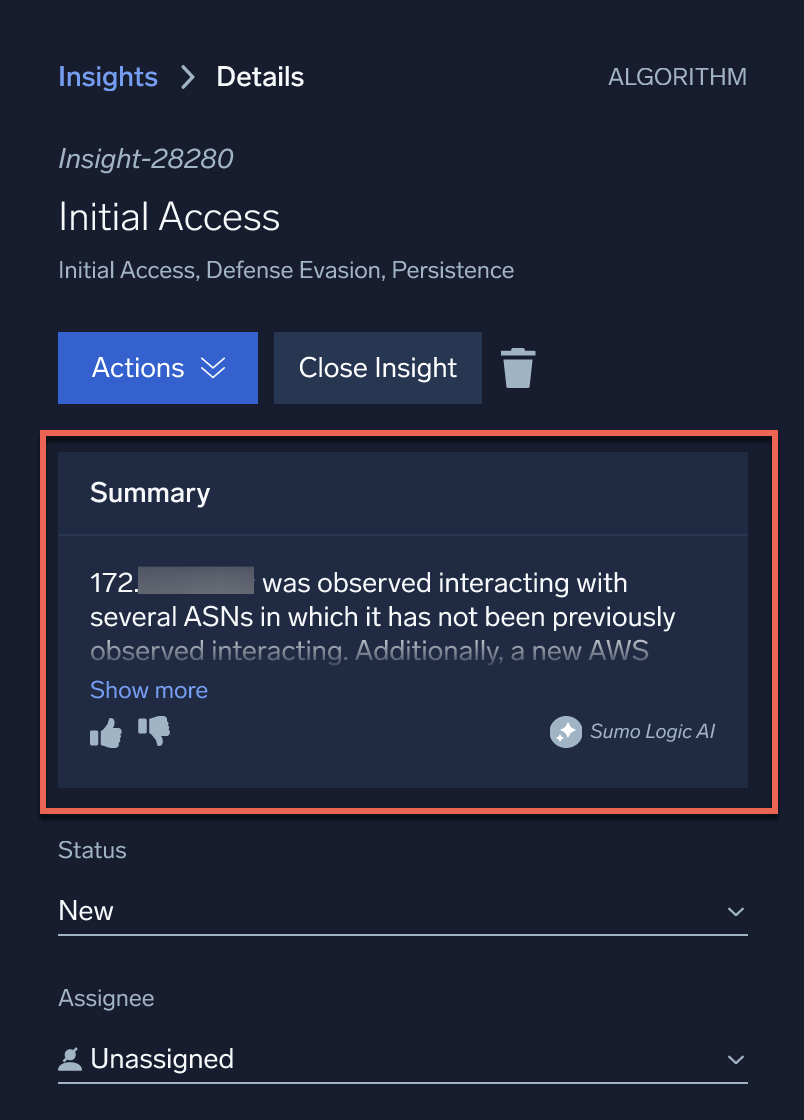 Insights > Details ALGORITHM
Insight-28280
Initial Access
Initial Access, Defense Evasion, Persistence
Actions Close Insight
Summary
172. was observed interacting with
several ASNs in which it has not been previously
observed interacting. Additionally, a new AWS
Show more
Sumo Logic AI
Status
New
Assignee
Unassigned